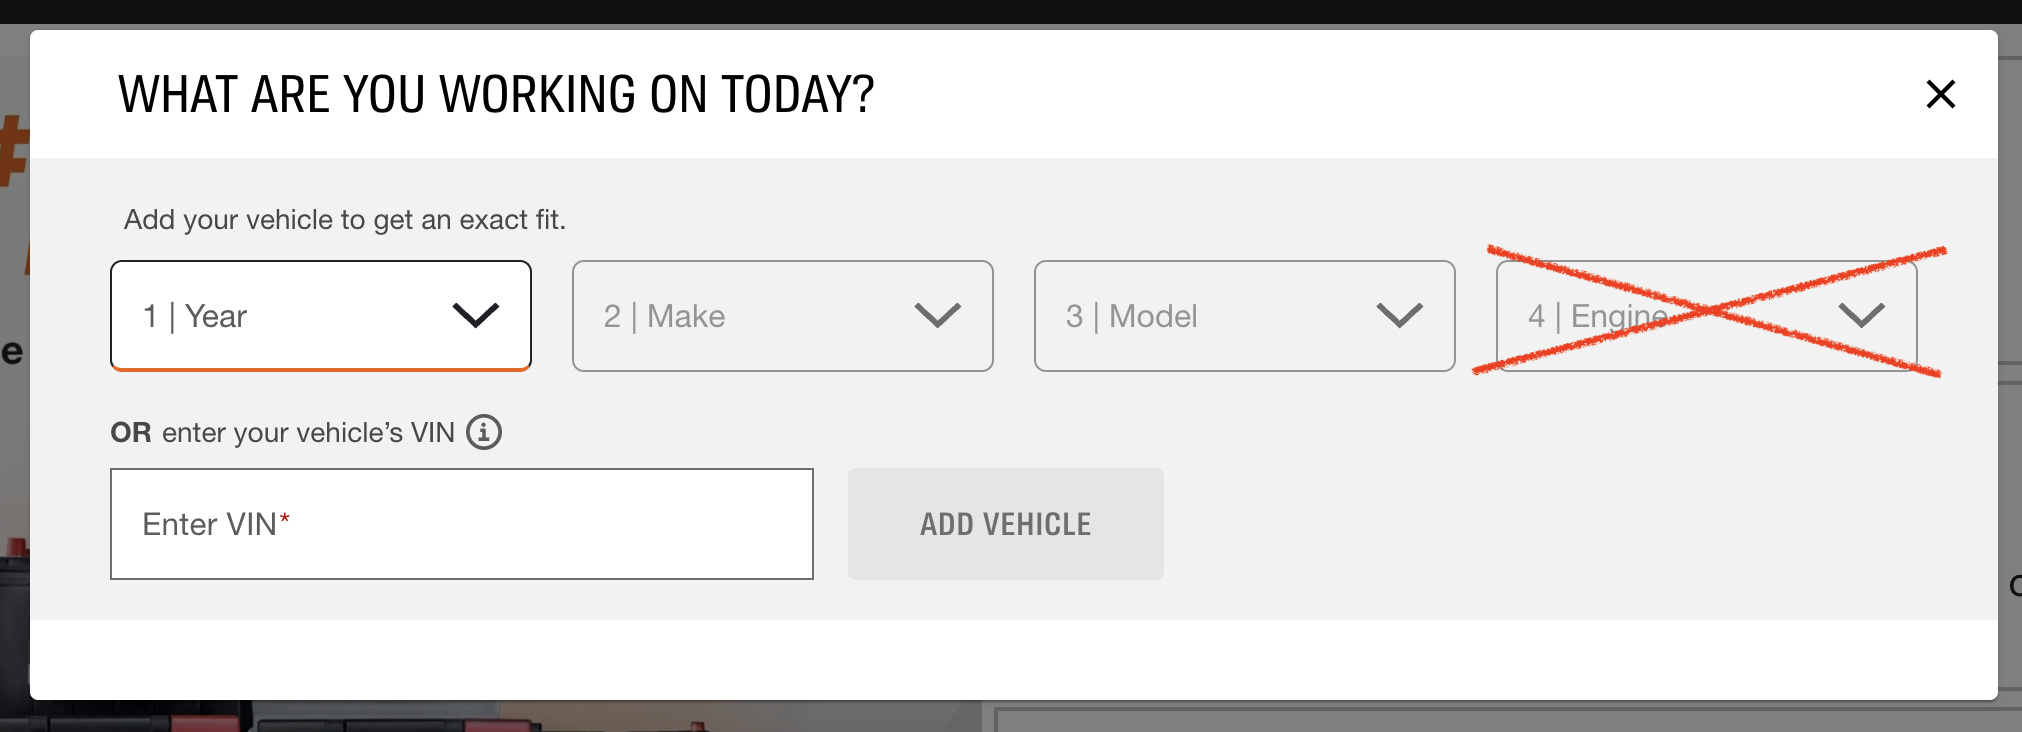 WHAT ARE YOU WORKING ON TODAY?
Add your vehicle to get an exact fit.
1 | Year 2 | Make 3 | Model 4 | Engine
OR enter your vehicle’s VIN
Enter VIN* ADD VEHICLE